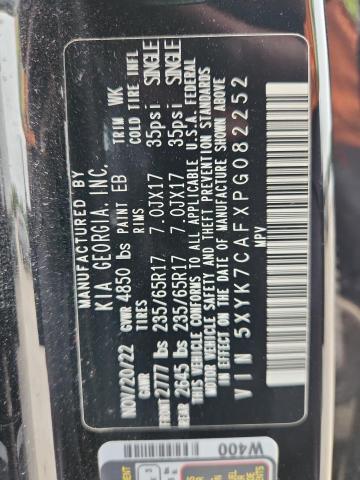 MANUFACTURED BY
KIA GEORGIA, INC.
NOV/20/22 GVWR 4850 lbs PAINT EB TRIM WK
GAWR TIRES RIMS COLD TIRE INFL
FRONT 2777 lbs 235/65R17 7.0JX17 35psi SINGLE
REAR 2645 lbs 235/65R17 7.0JX17 35psi SINGLE
THIS VEHICLE CONFORMS TO ALL APPLICABLE U.S.A. FEDERAL
MOTOR VEHICLE SAFETY AND THEFT PREVENTION STANDARDS
IN EFFECT ON THE DATE OF MANUFACTURE SHOWN ABOVE
VIN 5XYK7CAFXPG082252
MPV
W400